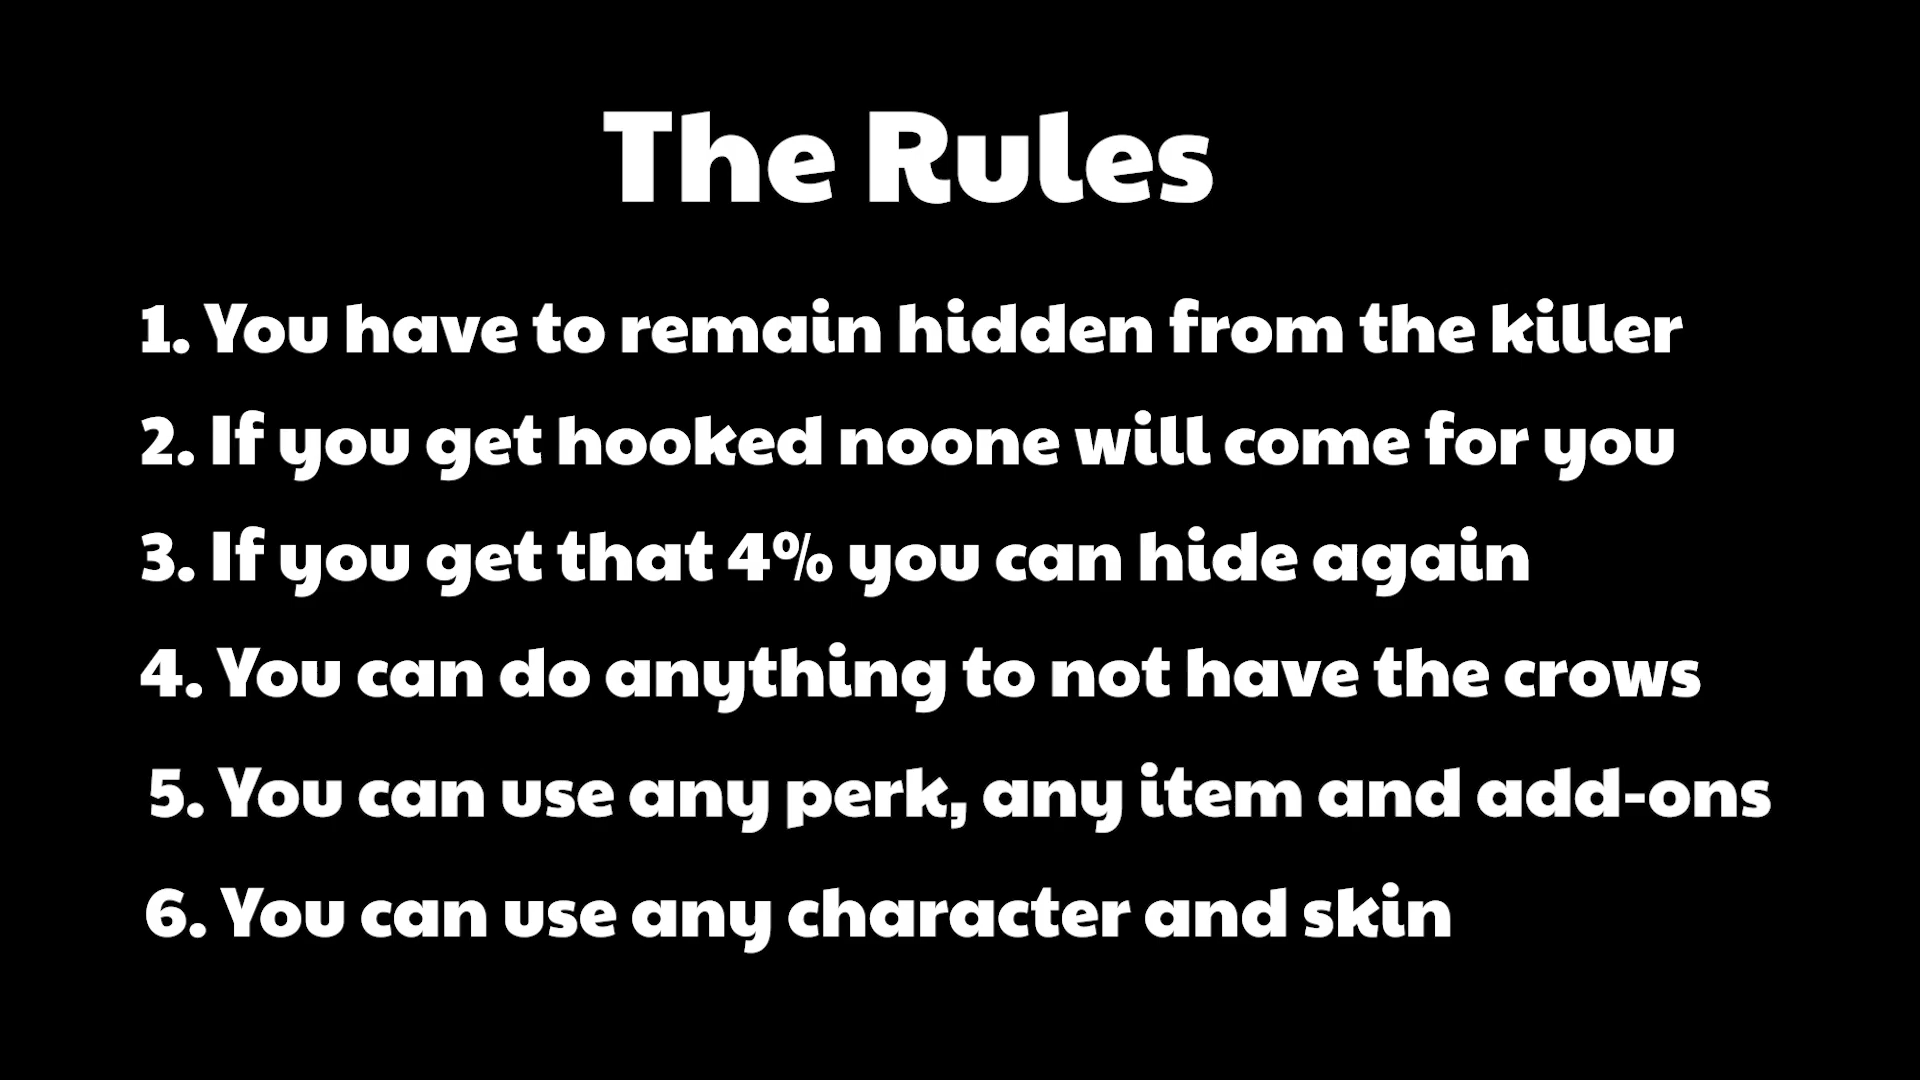 The Rules
1. You have to remain hidden from the killer
2. If you get hooked noone will come for you
3. If you get that 4% you can hide again
4. You can do anything to not have the crows
5. You can use any perk, any item and add-ons
6. You can use any character and skin